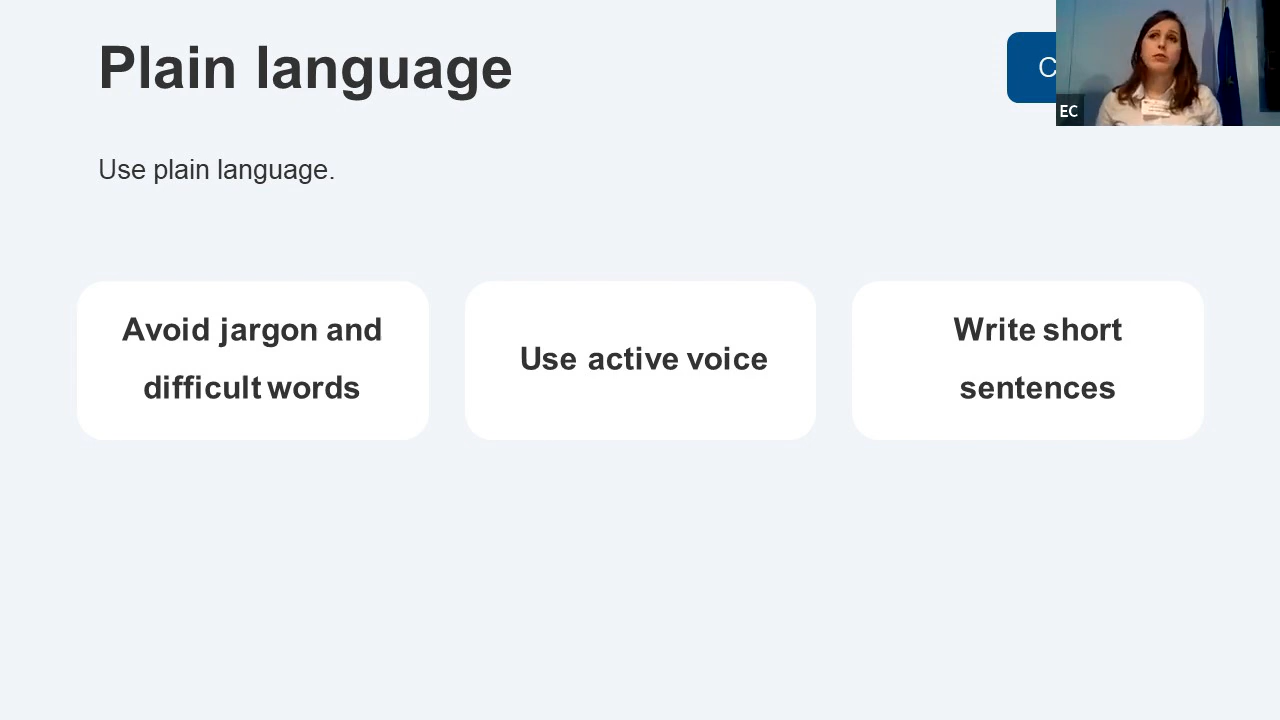 Plain language
C
EC
Use plain language.
Avoid jargon and
difficult words
Use active voice
Write short
sentences